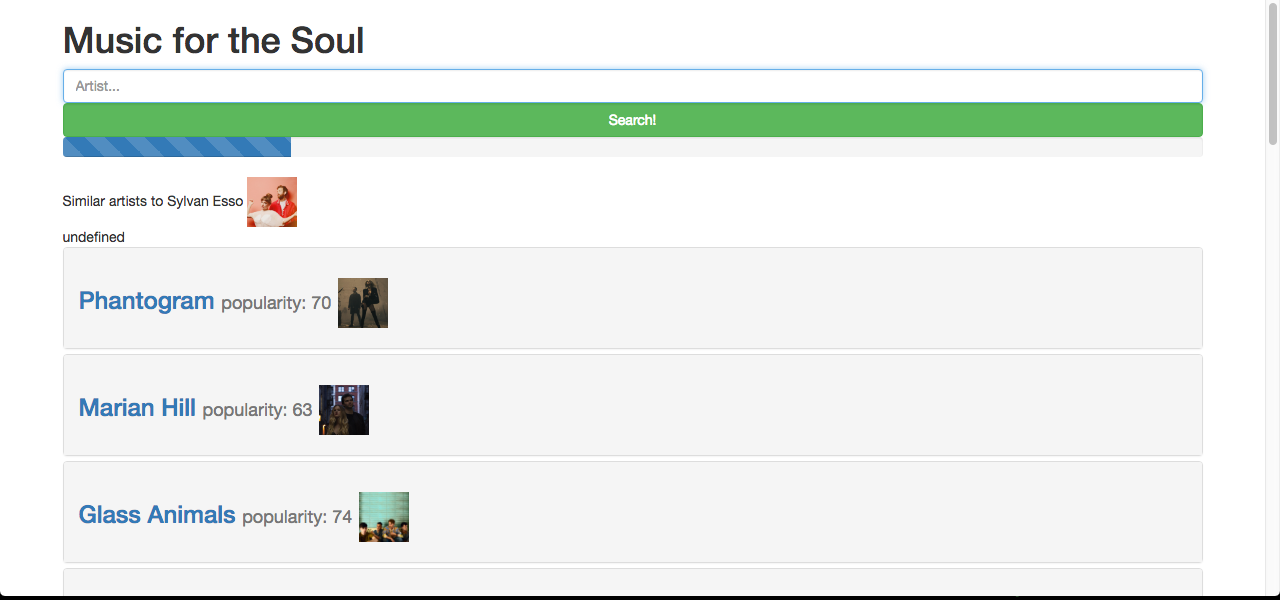 Music for the Soul
Artist...
Search!
Similar artists to Sylvan Esso
undefined
Phantogram popularity: 70
Marian Hill popularity: 63
Glass Animals popularity: 74